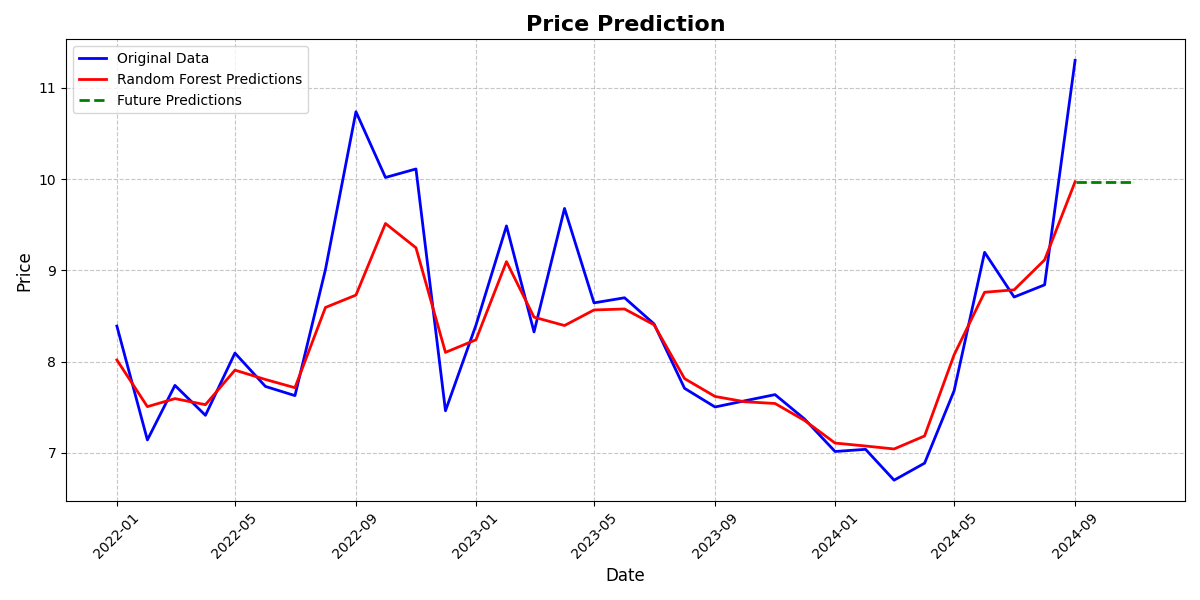 Price Prediction
Original Data
Random Forest Predictions
Future Predictions
11
10
9
8
7
Price
2022-01
2022-05
2022-09
2023-01
2023-05
2023-09
2024-01
2024-05
2024-09
Date